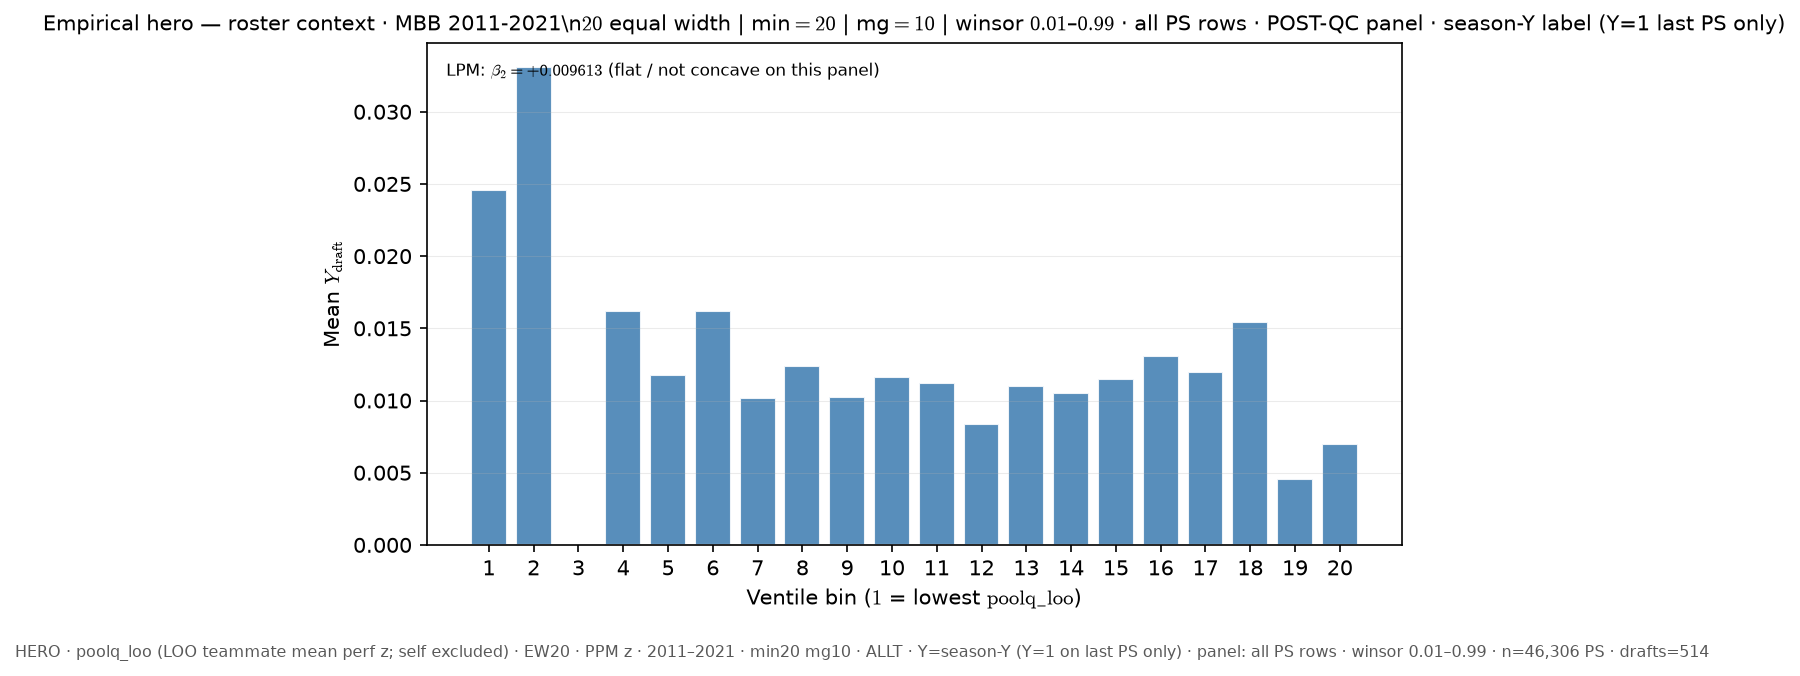 Empirical hero — roster context · MBB 2011-2021\n20 equal width | min = 20 | mg = 10 | winsor 0.01–0.99 · all PS rows · POST-QC panel · season-Y label (Y=1 last PS only)
LPM: β₂ = +0.009613 (flat / not concave on this panel)
Mean Y_draft
0.030
0.025
0.020
0.015
0.010
0.005
0.000
1 2 3 4 5 6 7 8 9 10 11 12 13 14 15 16 17 18 19 20
Ventile bin (1 = lowest poolq_loo)
HERO · poolq_loo (LOO teammate mean perf z; self excluded) · EW20 · PPM z · 2011–2021 · min20 mg10 · ALLT · Y=season-Y (Y=1 on last PS only) · panel: all PS rows · winsor 0.01–0.99 · n=46,306 PS · drafts=514